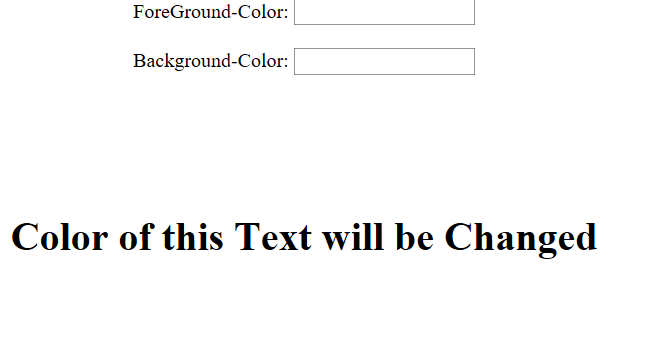 ForeGround-Color:
Background-Color:
Color of this Text will be Changed